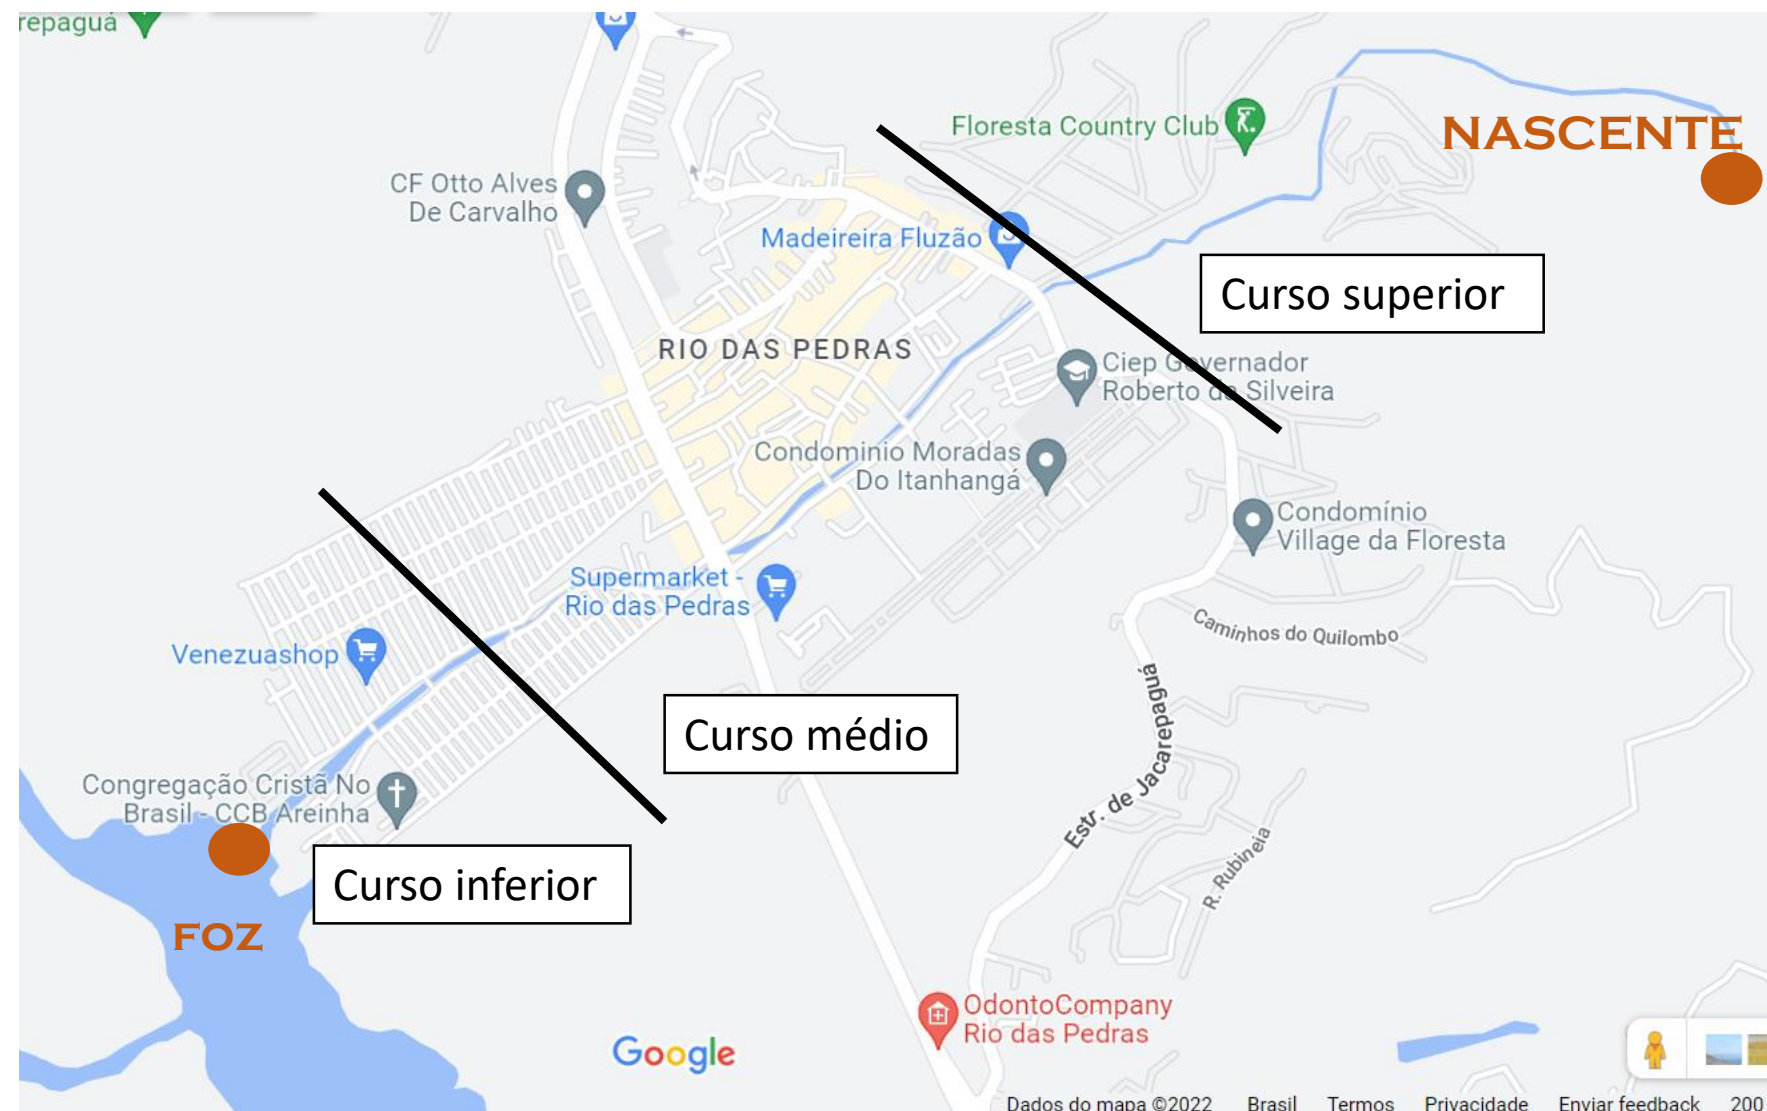 repaguá
Floresta Country Club
NASCENTE
CF Otto Alves
De Carvalho
Madeireira Fluzão
Curso superior
RIO DAS PEDRAS
Ciep Governador
Roberto da Silveira
Condominio Moradas
Do Itanhangá
Condomínio
Village da Floresta
Supermarket -
Rio das Pedras
Caminhos do Quilombo
Venezuashop
Estr. de Jacarepaguá
Curso médio
Congregação Cristã No
Brasil - CCB Areinha
R. Rubineia
Curso inferior
FOZ
OdontoCompany
Rio das Pedras
Google
Dados do mapa ©2022 Brasil Termos Privacidade Enviar feedback 200